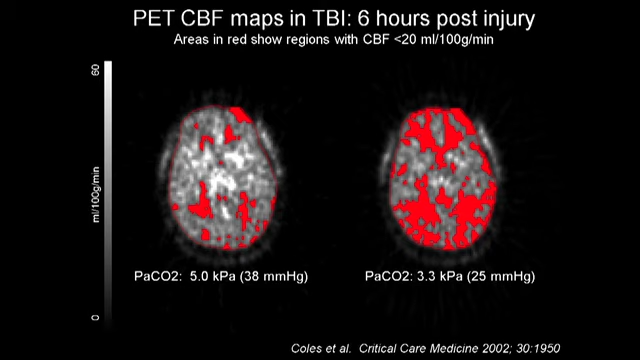 PET CBF maps in TBI: 6 hours post injury
Areas in red show regions with CBF <20 ml/100g/min
60
ml/100g/min
0
PaCO2: 5.0 kPa (38 mmHg)
PaCO2: 3.3 kPa (25 mmHg)
Coles et al. Critical Care Medicine 2002; 30:1950